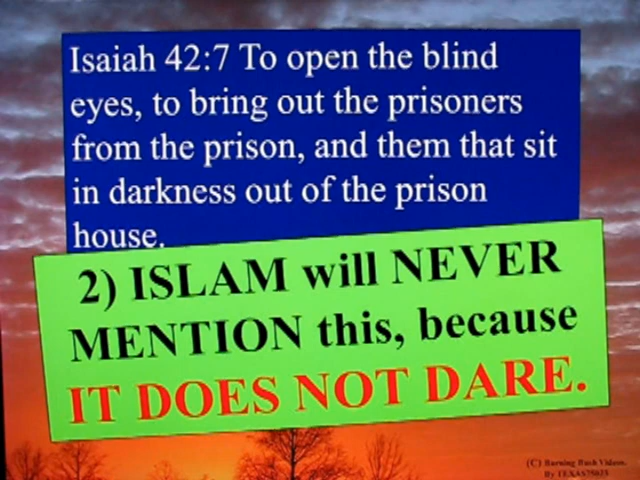 Isaiah 42:7 To open the blind
eyes, to bring out the prisoners
from the prison, and them that sit
in darkness out of the prison
house.
2) ISLAM will NEVER
MENTION this, because
IT DOES NOT DARE.
(C) Burning Bush Videos.